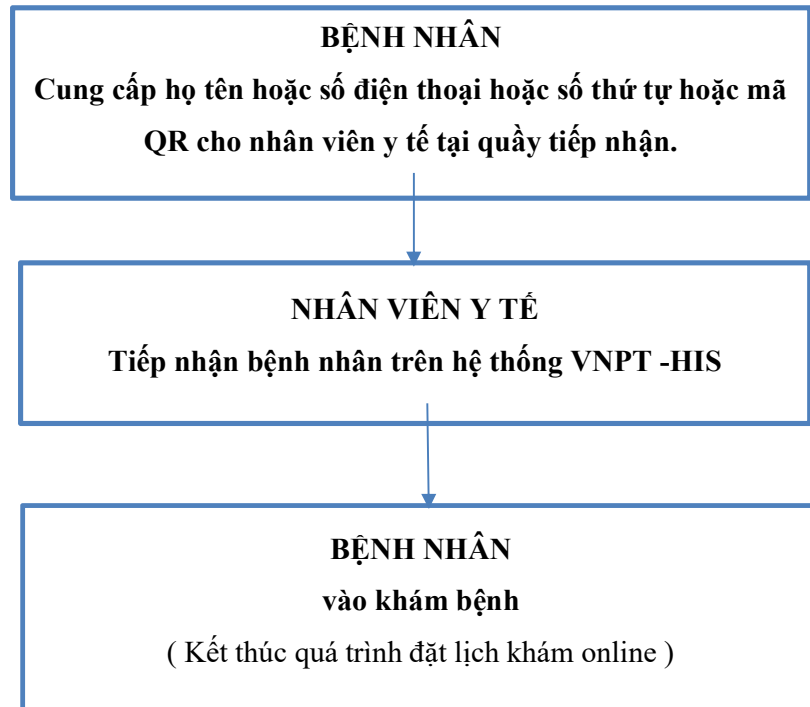 BỆNH NHÂN
Cung cấp họ tên hoặc số điện thoại hoặc số thứ tự hoặc mã
QR cho nhân viên y tế tại quầy tiếp nhận.
NHÂN VIÊN Y TẾ
Tiếp nhận bệnh nhân trên hệ thống VNPT -HIS
BỆNH NHÂN
vào khám bệnh
( Kết thúc quá trình đặt lịch khám online )